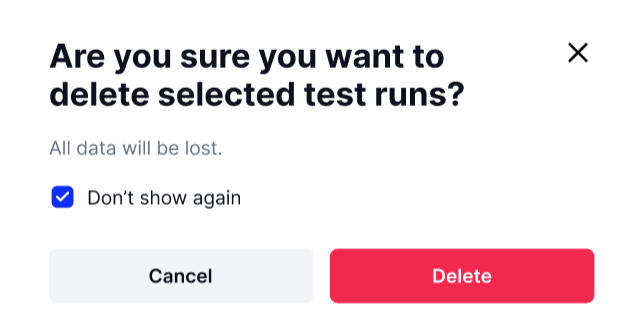 Are you sure you want to
delete selected test runs?
All data will be lost.
Don’t show again
Cancel
Delete